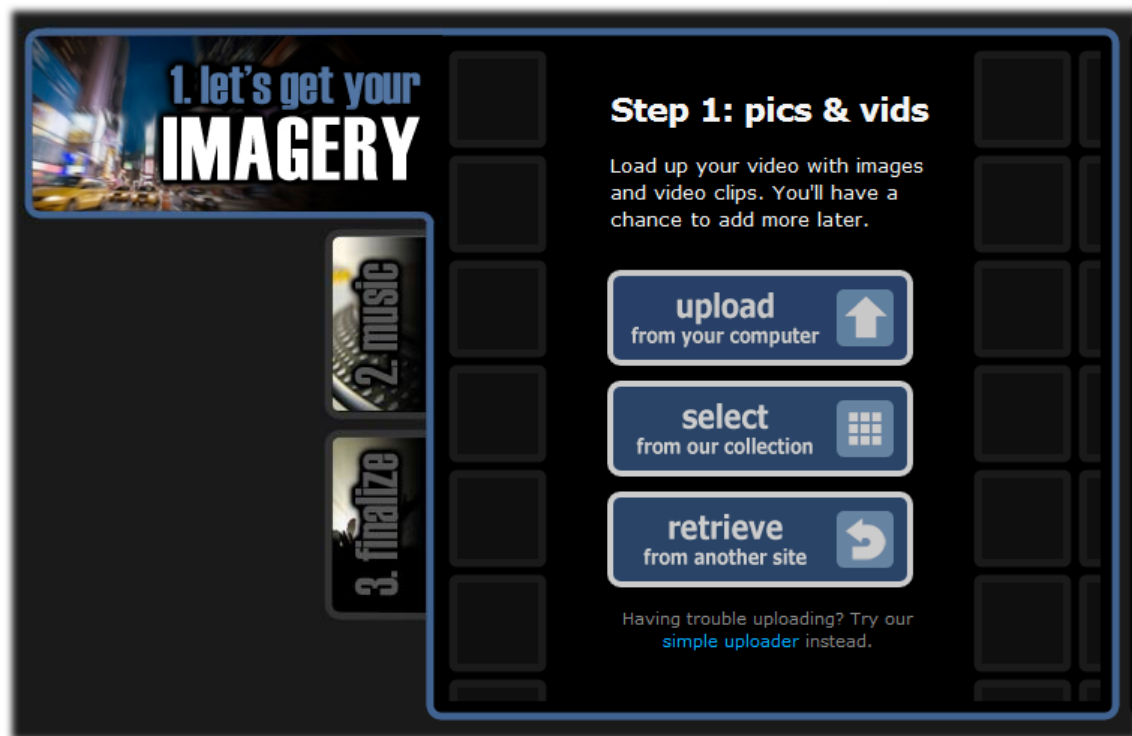 1. let's get your
IMAGERY
2. music
3. finalize
Step 1: pics & vids
Load up your video with images
and video clips. You'll have a
chance to add more later.
upload
from your computer
select
from our collection
retrieve
from another site
Having trouble uploading? Try our
simple uploader instead.